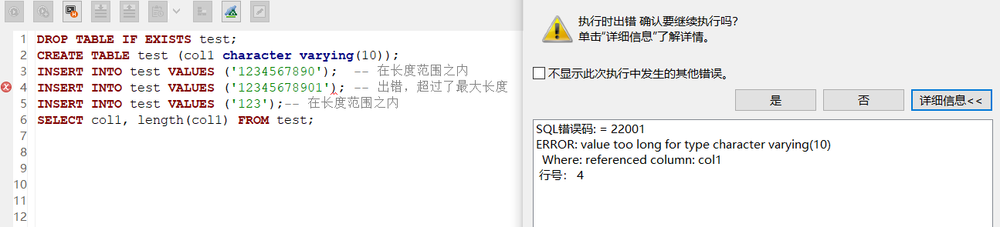 1 DROP TABLE IF EXISTS test;
2 CREATE TABLE test (col1 character varying(10));
3 INSERT INTO test VALUES ('1234567890');  -- 在长度范围之内
4 INSERT INTO test VALUES ('12345678901'); -- 出错，超过了最大长度
5 INSERT INTO test VALUES ('123');-- 在长度范围之内
6 SELECT col1, length(col1) FROM test;
7
8
9
10
11
12
执行时出错 确认要继续执行吗?
单击“详细信息”了解详情。
不显示此次执行中发生的其他错误。
是 否 详细信息<<
SQL错误码: = 22001
ERROR: value too long for type character varying(10)
Where: referenced column: col1
行号： 4